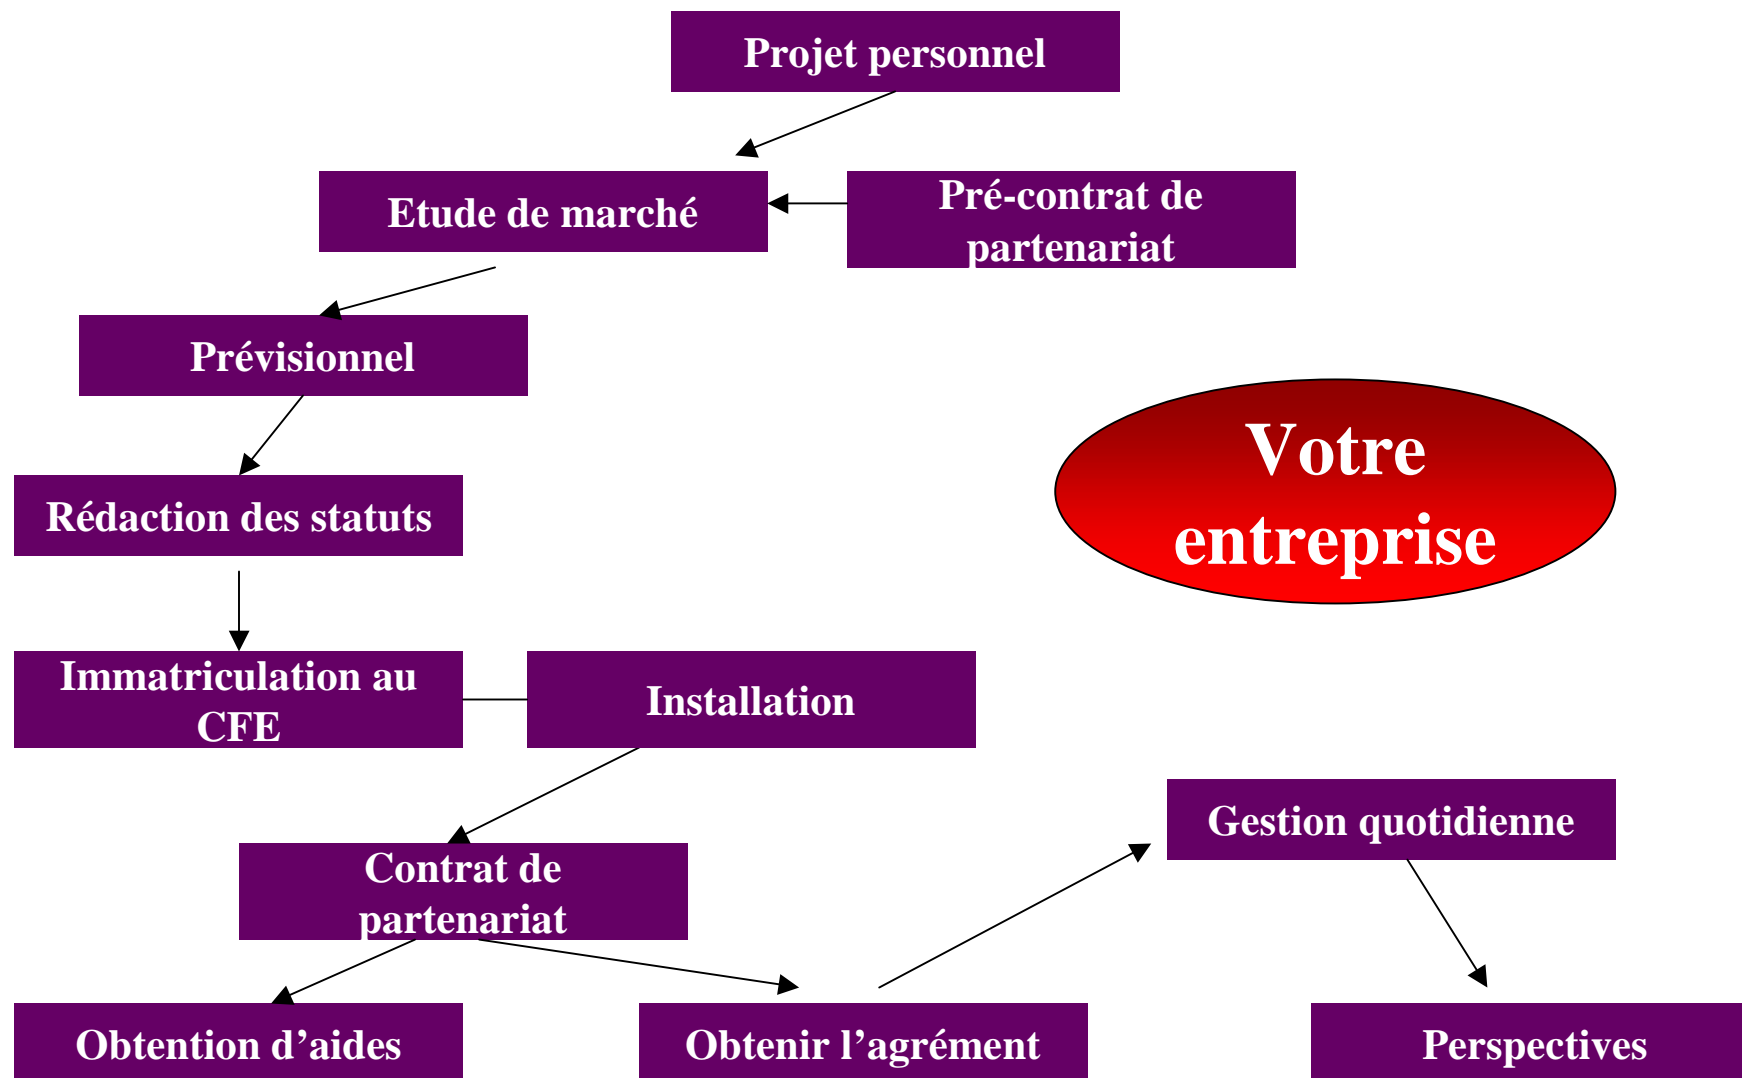 Projet personnel
Etude de marché
Pré-contrat de
partenariat
Prévisionnel
Votre
entreprise
Rédaction des statuts
Immatriculation au
CFE
Installation
Gestion quotidienne
Contrat de
partenariat
Obtention d’aides
Obtenir l’agrément
Perspectives